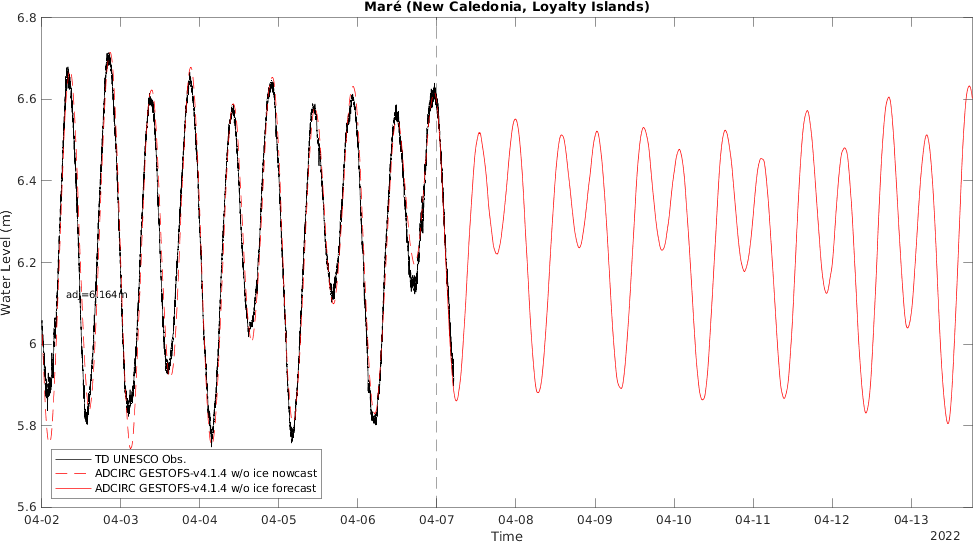 Maré (New Caledonia, Loyalty Islands)
Water Level (m)
6.8
6.6
6.4
6.2
6
5.8
5.6
adj=6.164m
TD UNESCO Obs.
ADCIRC GESTOFS-v4.1.4 w/o ice nowcast
ADCIRC GESTOFS-v4.1.4 w/o ice forecast
04-02 04-03 04-04 04-05 04-06 04-07 04-08 04-09 04-10 04-11 04-12 04-13
Time
2022